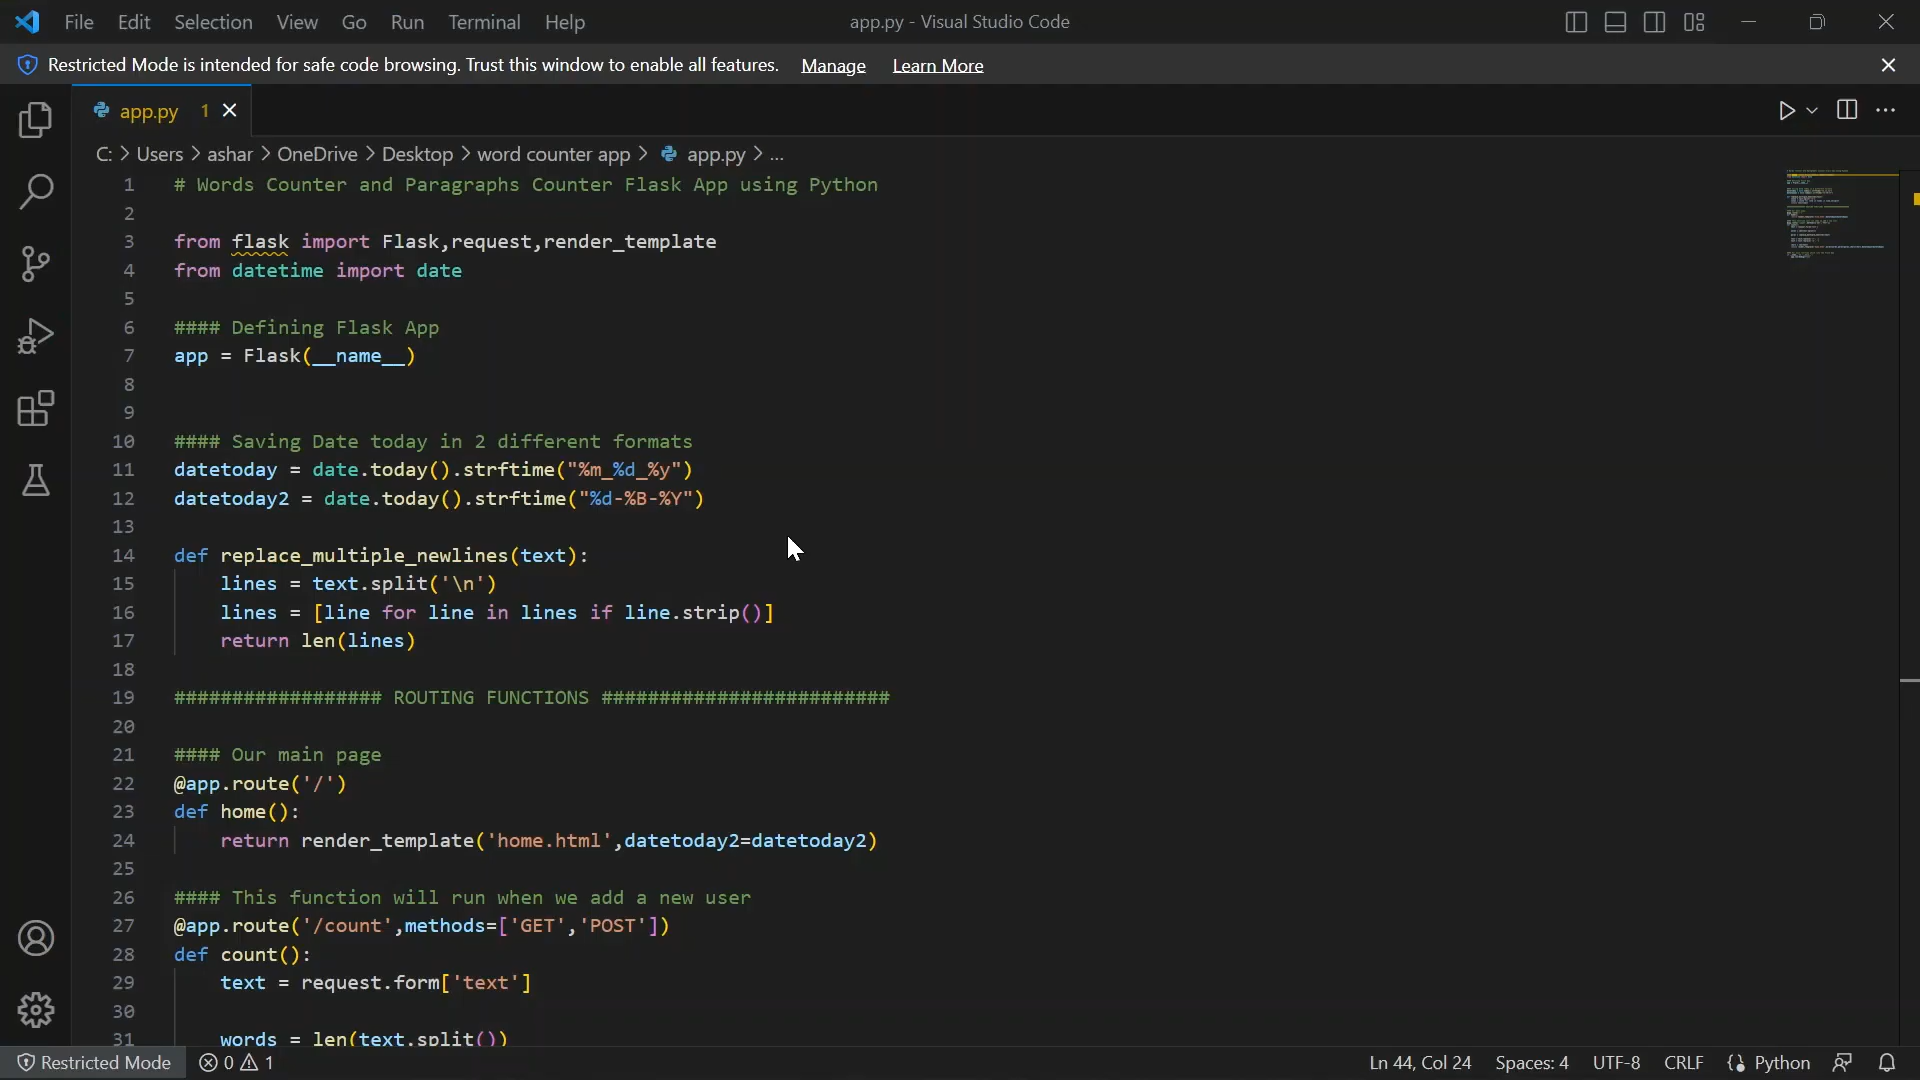 File Edit Selection View Go Run Terminal Help app.py - Visual Studio Code
Restricted Mode is intended for safe code browsing. Trust this window to enable all features. Manage Learn More
app.py 1
C: > Users > ashar > OneDrive > Desktop > word counter app > app.py > ...
1 # Words Counter and Paragraphs Counter Flask App using Python
2
3 from flask import Flask,request,render_template
4 from datetime import date
5
6 #### Defining Flask App
7 app = Flask(__name__)
8
9
10 #### Saving Date today in 2 different formats
11 datetoday = date.today().strftime("%m_%d_%y")
12 datetoday2 = date.today().strftime("%d-%B-%Y")
13
14 def replace_multiple_newlines(text):
15     lines = text.split('\n')
16     lines = [line for line in lines if line.strip()]
17     return len(lines)
18
19 ################## ROUTING FUNCTIONS #########################
20
21 #### Our main page
22 @app.route('/')
23 def home():
24     return render_template('home.html',datetoday2=datetoday2)
25
26 #### This function will run when we add a new user
27 @app.route('/count',methods=['GET','POST'])
28 def count():
29     text = request.form['text']
30
31     words = len(text.split())
Restricted Mode 0 1 Ln 44, Col 24 Spaces: 4 UTF-8 CRLF Python